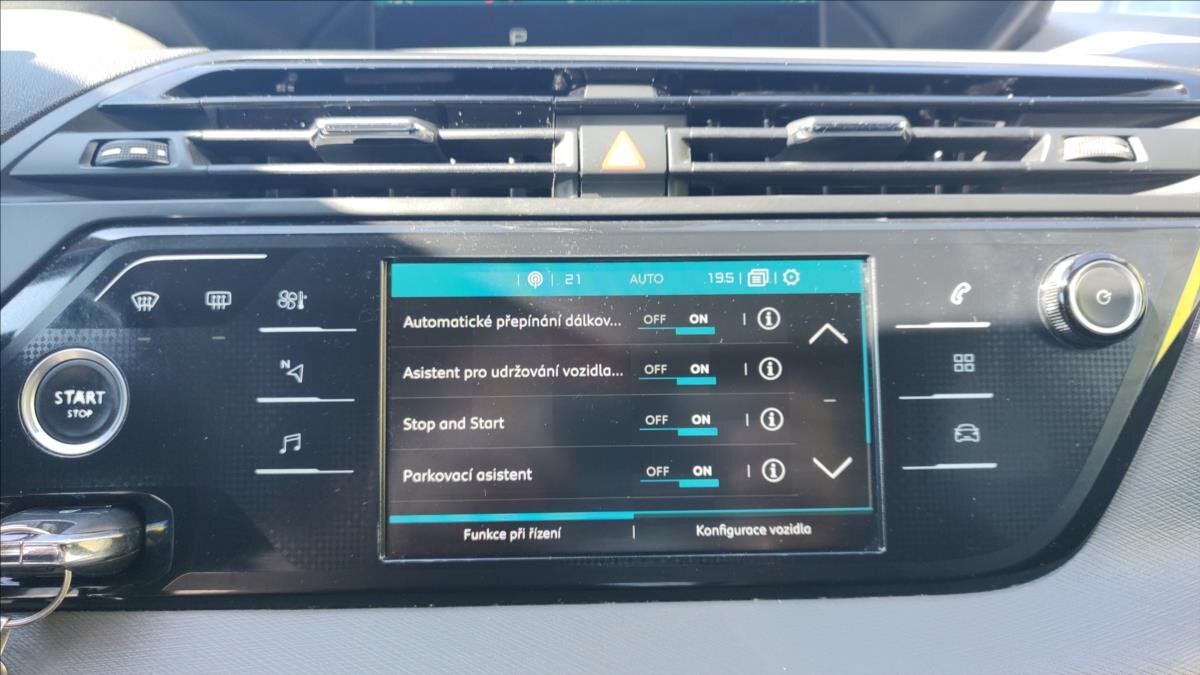 P
21 AUTO 19.5
Automatické přepínání dálkov... OFF ON
Asistent pro udržování vozidla... OFF ON
Stop and Start OFF ON
Parkovací asistent OFF ON
Funkce při řízení Konfigurace vozidla
START
STOP
N